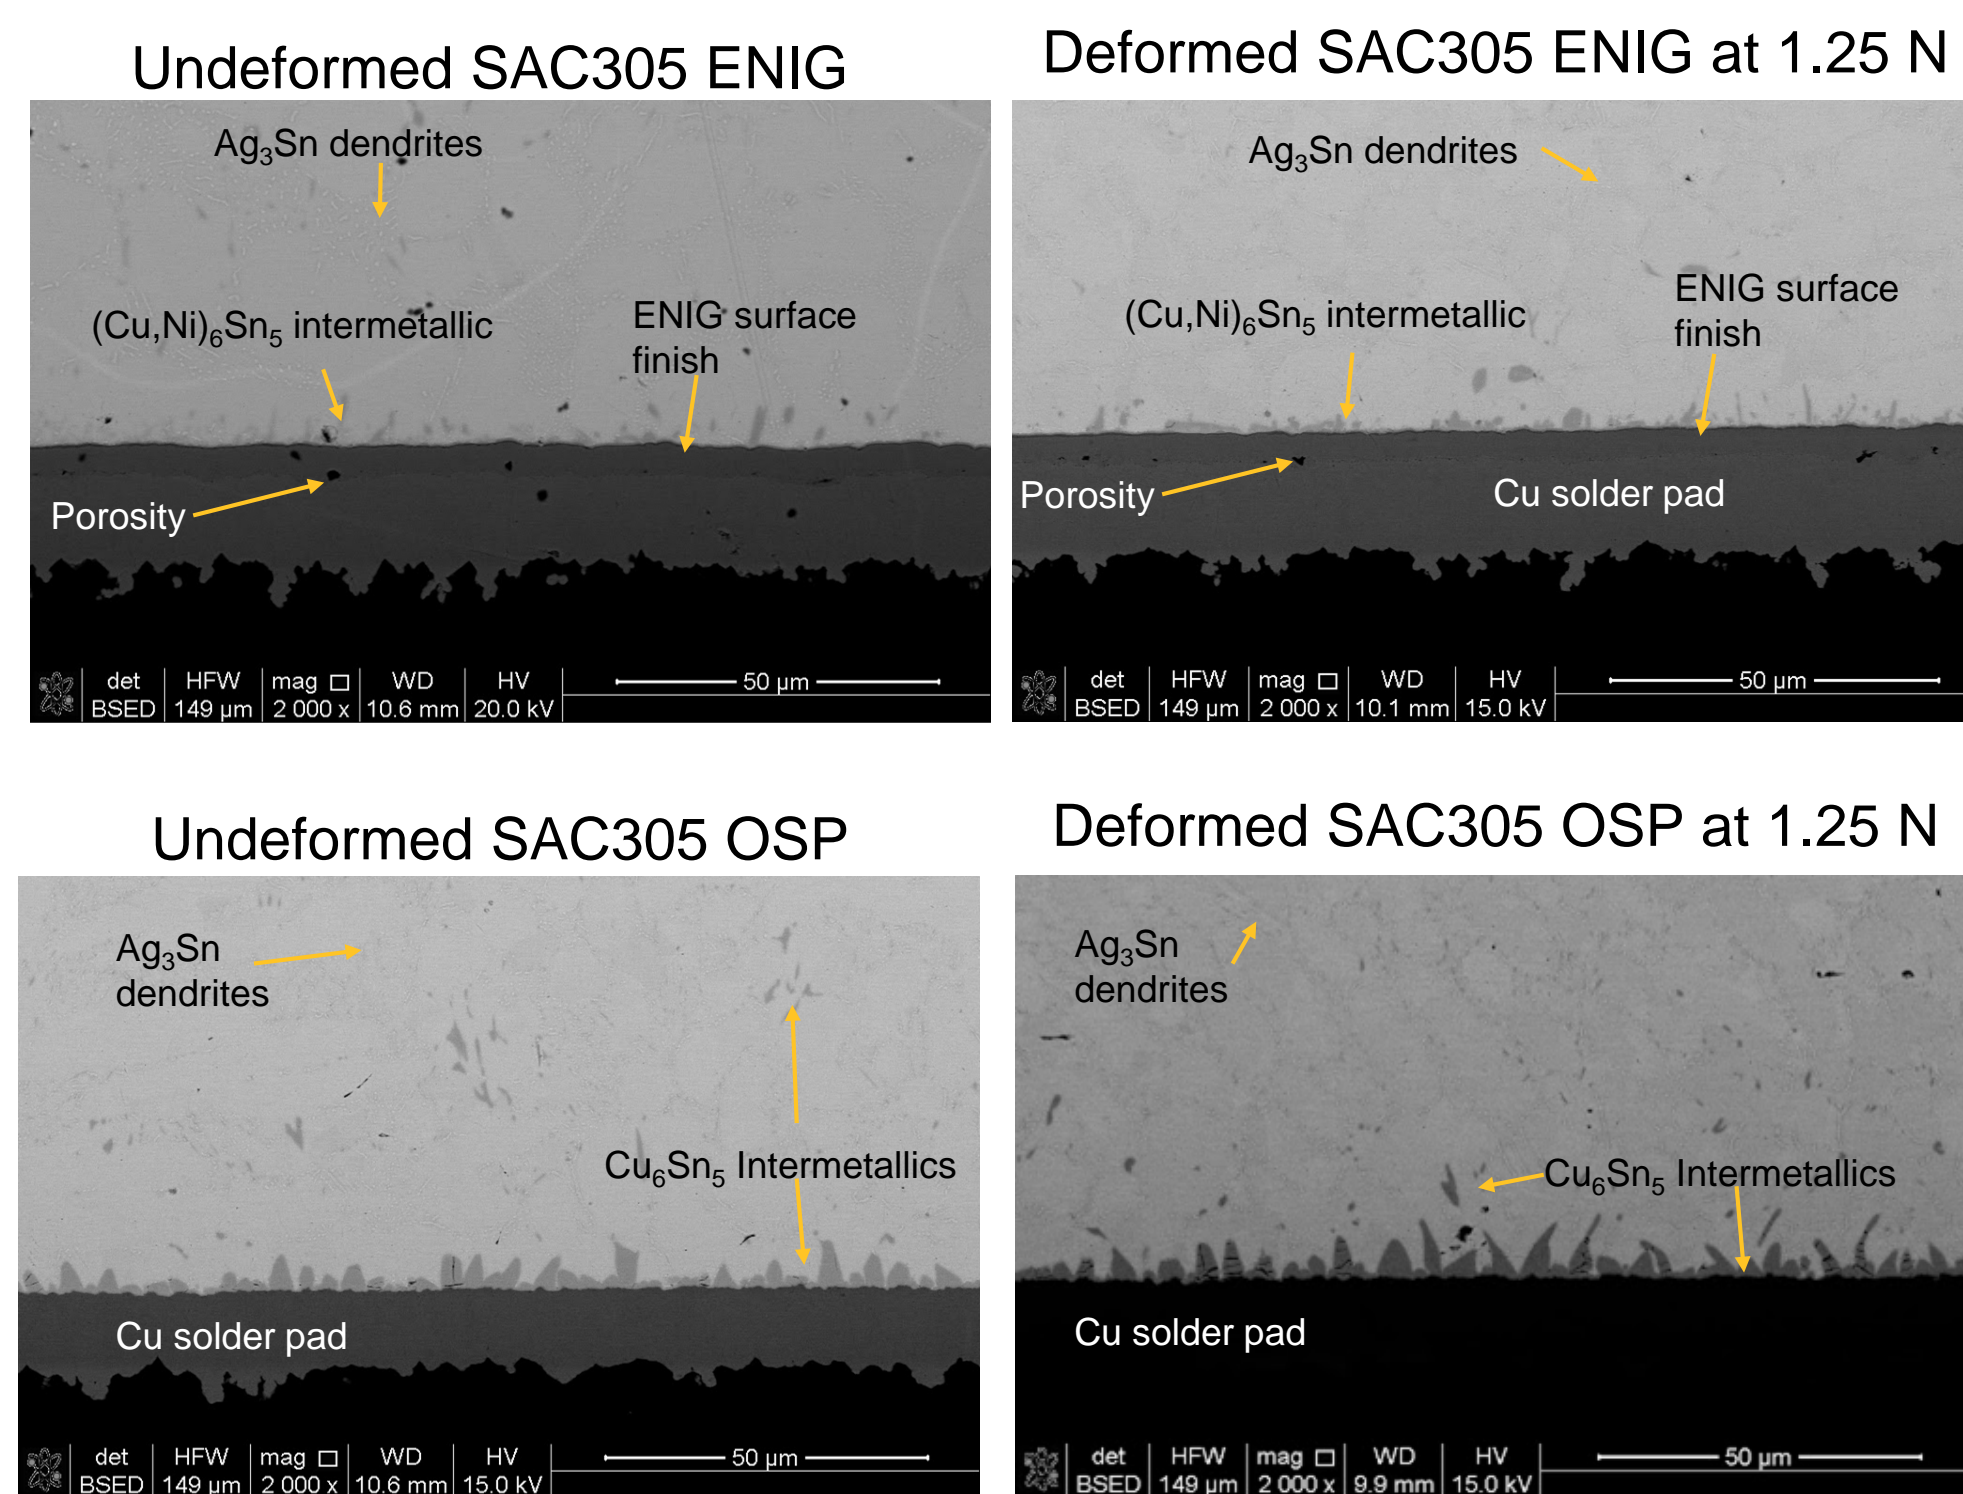 Undeformed SAC305 ENIG
Deformed SAC305 ENIG at 1.25 N
Ag₃Sn dendrites
(Cu,Ni)₆Sn₅ intermetallic
ENIG surface
finish
Porosity
det HFW mag □ WD HV 50 µm
BSED 149 µm 2 000 x 10.6 mm 20.0 kV
Ag₃Sn dendrites
(Cu,Ni)₆Sn₅ intermetallic
ENIG surface
finish
Porosity
Cu solder pad
det HFW mag □ WD HV 50 µm
BSED 149 µm 2 000 x 10.1 mm 15.0 kV
Undeformed SAC305 OSP
Deformed SAC305 OSP at 1.25 N
Ag₃Sn
dendrites
Cu₆Sn₅ Intermetallics
Cu solder pad
det HFW mag □ WD HV 50 µm
BSED 149 µm 2 000 x 10.6 mm 15.0 kV
Ag₃Sn
dendrites
Cu₆Sn₅ Intermetallics
Cu solder pad
det HFW mag □ WD HV 50 µm
BSED 149 µm 2 000 x 9.9 mm 15.0 kV